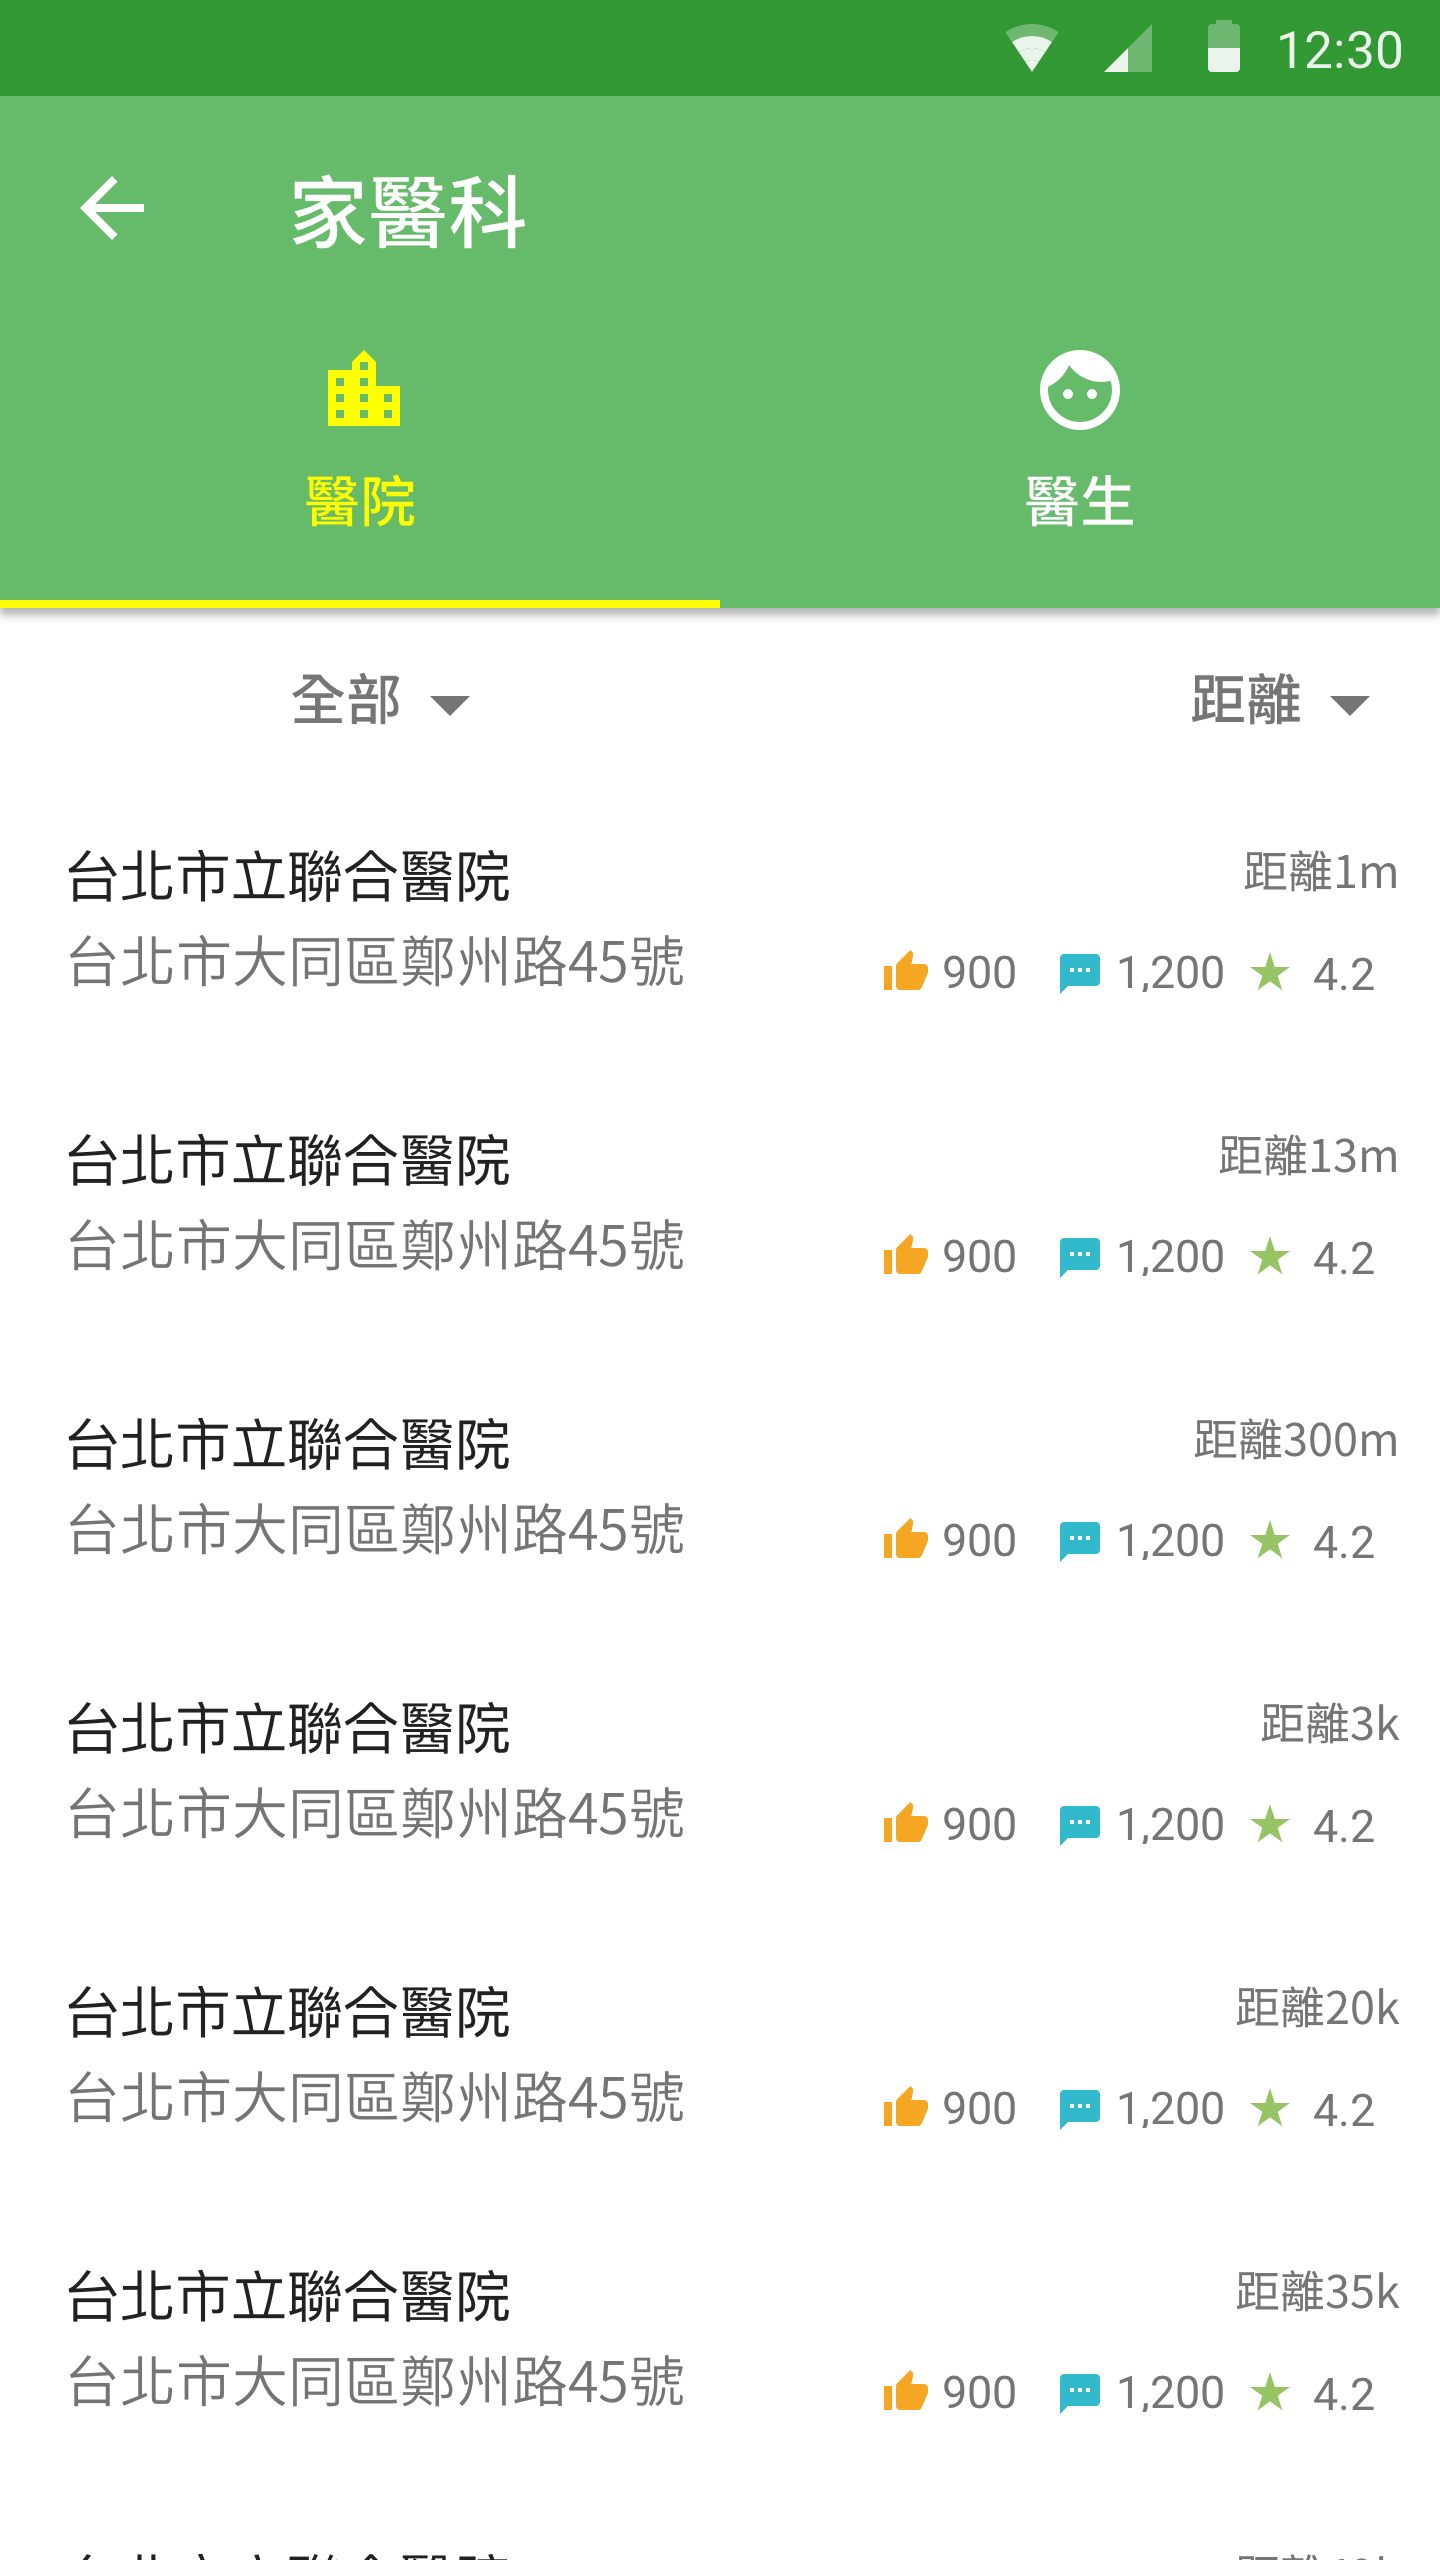 12:30
家醫科
醫院 醫生
全部 距離
台北市立聯合醫院 距離1m
台北市大同區鄭州路45號 900 1,200 4.2
台北市立聯合醫院 距離13m
台北市大同區鄭州路45號 900 1,200 4.2
台北市立聯合醫院 距離300m
台北市大同區鄭州路45號 900 1,200 4.2
台北市立聯合醫院 距離3k
台北市大同區鄭州路45號 900 1,200 4.2
台北市立聯合醫院 距離20k
台北市大同區鄭州路45號 900 1,200 4.2
台北市立聯合醫院 距離35k
台北市大同區鄭州路45號 900 1,200 4.2